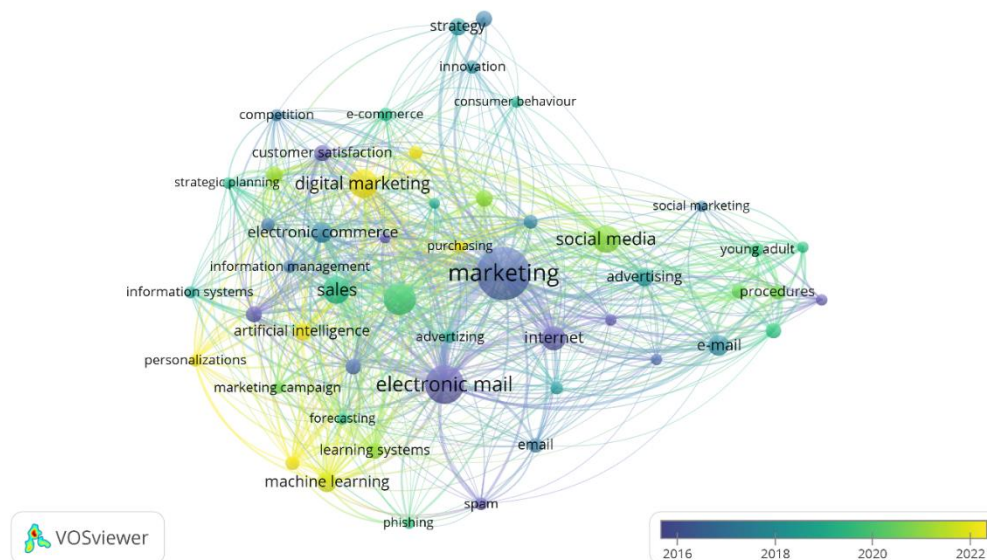 strategy
innovation
consumer behaviour
competition
e-commerce
customer satisfaction
strategic planning
digital marketing
social marketing
electronic commerce
purchasing
social media
young adult
information management
marketing
advertising
information systems
sales
procedures
artificial intelligence
advertizing
internet
e-mail
personalizations
marketing campaign
electronic mail
forecasting
learning systems
email
machine learning
spam
phishing
VOSviewer
2016 2018 2020 2022